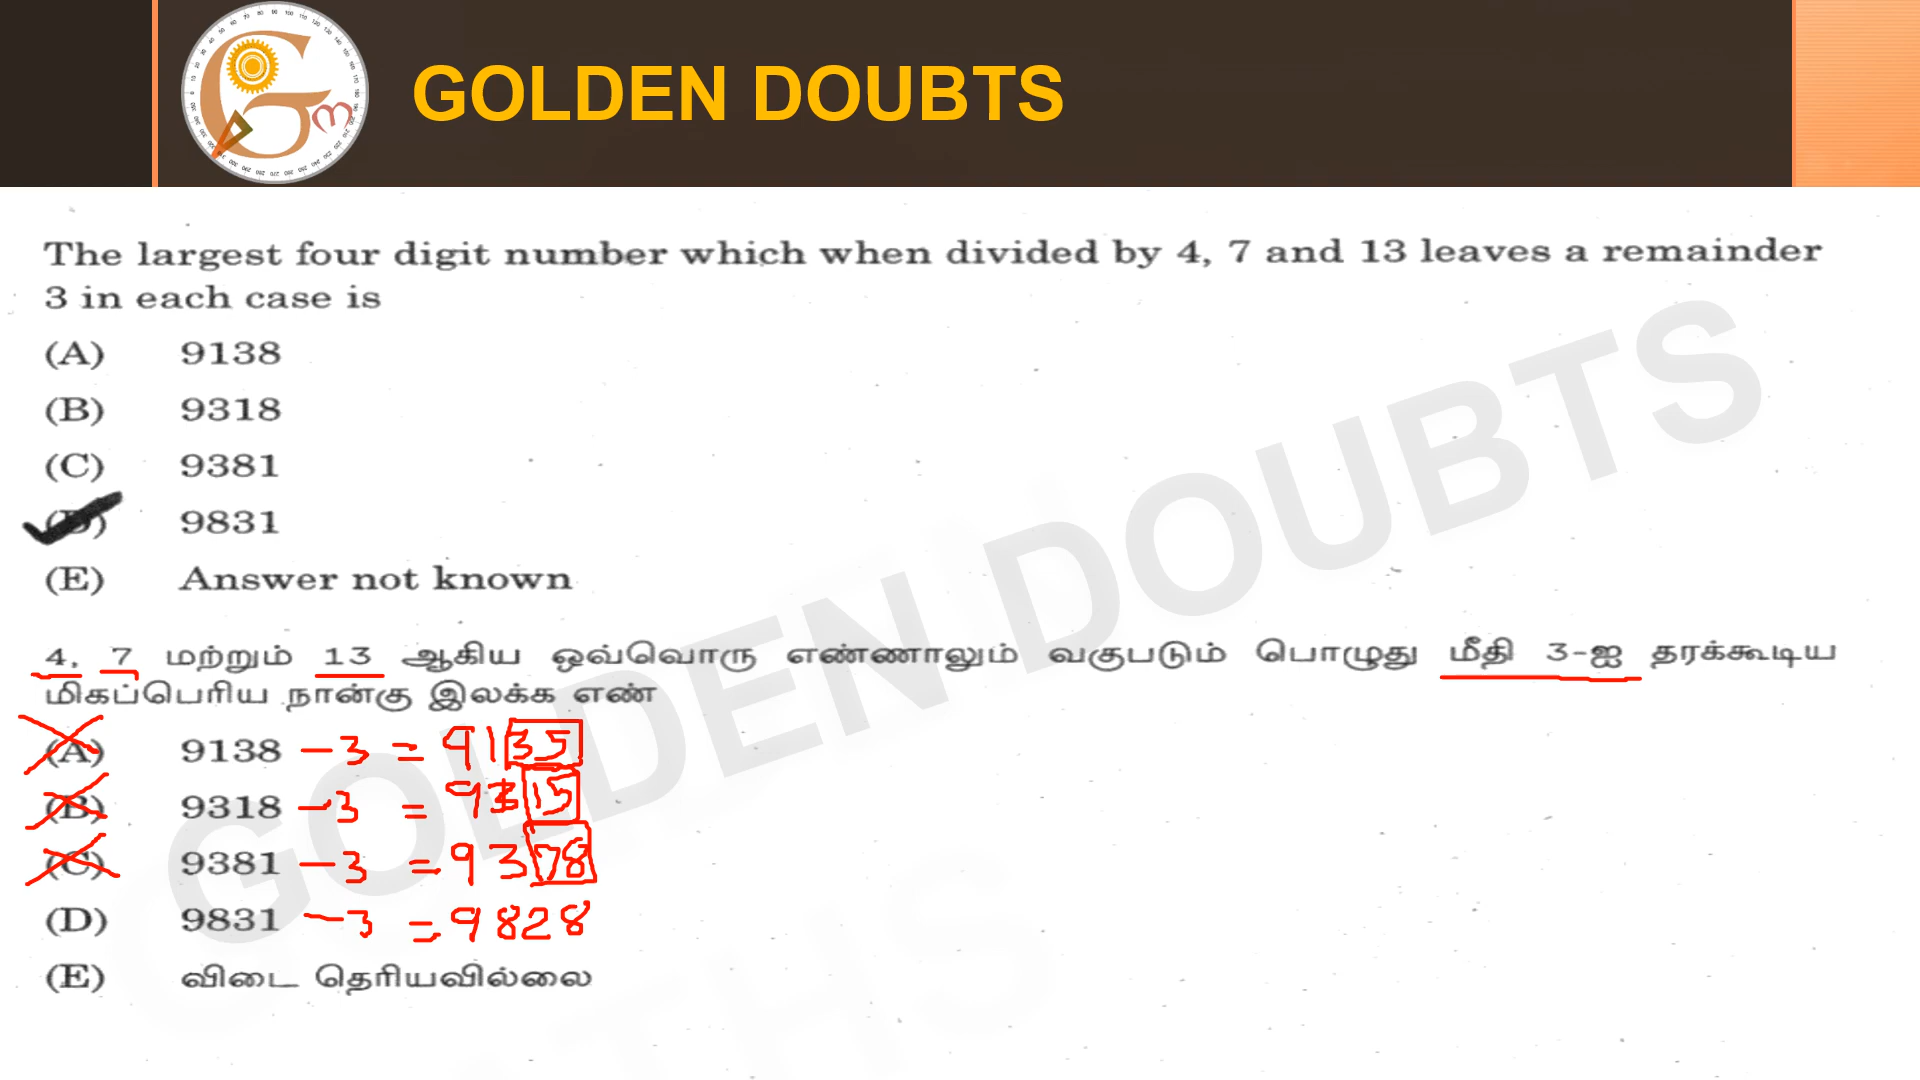 GOLDEN DOUBTS
The largest four digit number which when divided by 4, 7 and 13 leaves a remainder
3 in each case is
(A) 9138
(B) 9318
(C) 9381
(D) 9831
(E) Answer not known
4, 7 மற்றும் 13 ஆகிய ஒவ்வொரு எண்ணாலும் வகுபடும் பொழுது மீதி 3-ஐ தரக்கூடிய
மிகப்பெரிய நான்கு இலக்க எண்
(A) 9138 - 3 = 9135
(B) 9318 - 3 = 9315
(C) 9381 - 3 = 9378
(D) 9831 - 3 = 9828
(E) விடை தெரியவில்லை
GOLDEN DOUBTS